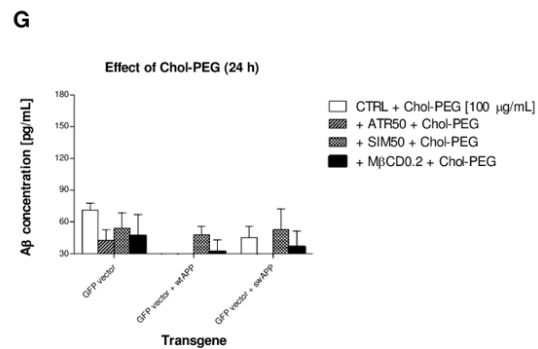 G
Effect of Chol-PEG (24 h)
Aβ concentration [pg/mL]
180
150
120
90
60
30
GFP vector
GFP vector + wtAPP
GFP vector + swAPP
Transgene
CTRL + Chol-PEG [100 µg/mL]
+ ATR50 + Chol-PEG
+ SIM50 + Chol-PEG
+ MβCD0.2 + Chol-PEG